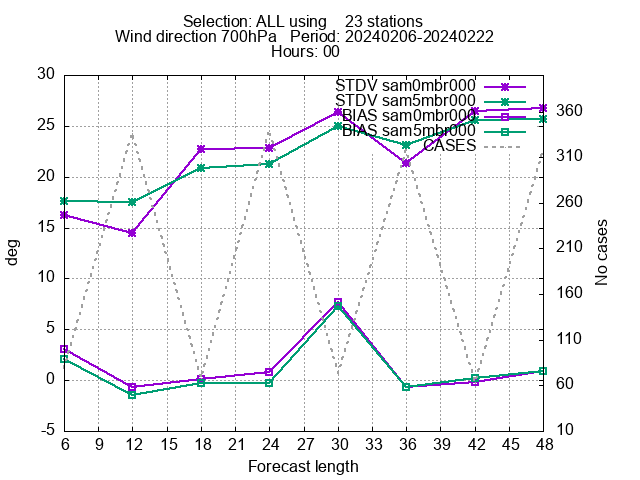 Selection: ALL using    23 stations
Wind direction 700hPa   Period: 20240206-20240222
Hours: 00
STDV sam0mbr000
STDV sam5mbr000
BIAS sam0mbr000
BIAS sam5mbr000
CASES
30
25
20
15
10
5
0
-5
deg
360
310
260
210
160
110
60
10
No cases
6 9 12 15 18 21 24 27 30 33 36 39 42 45 48
Forecast length